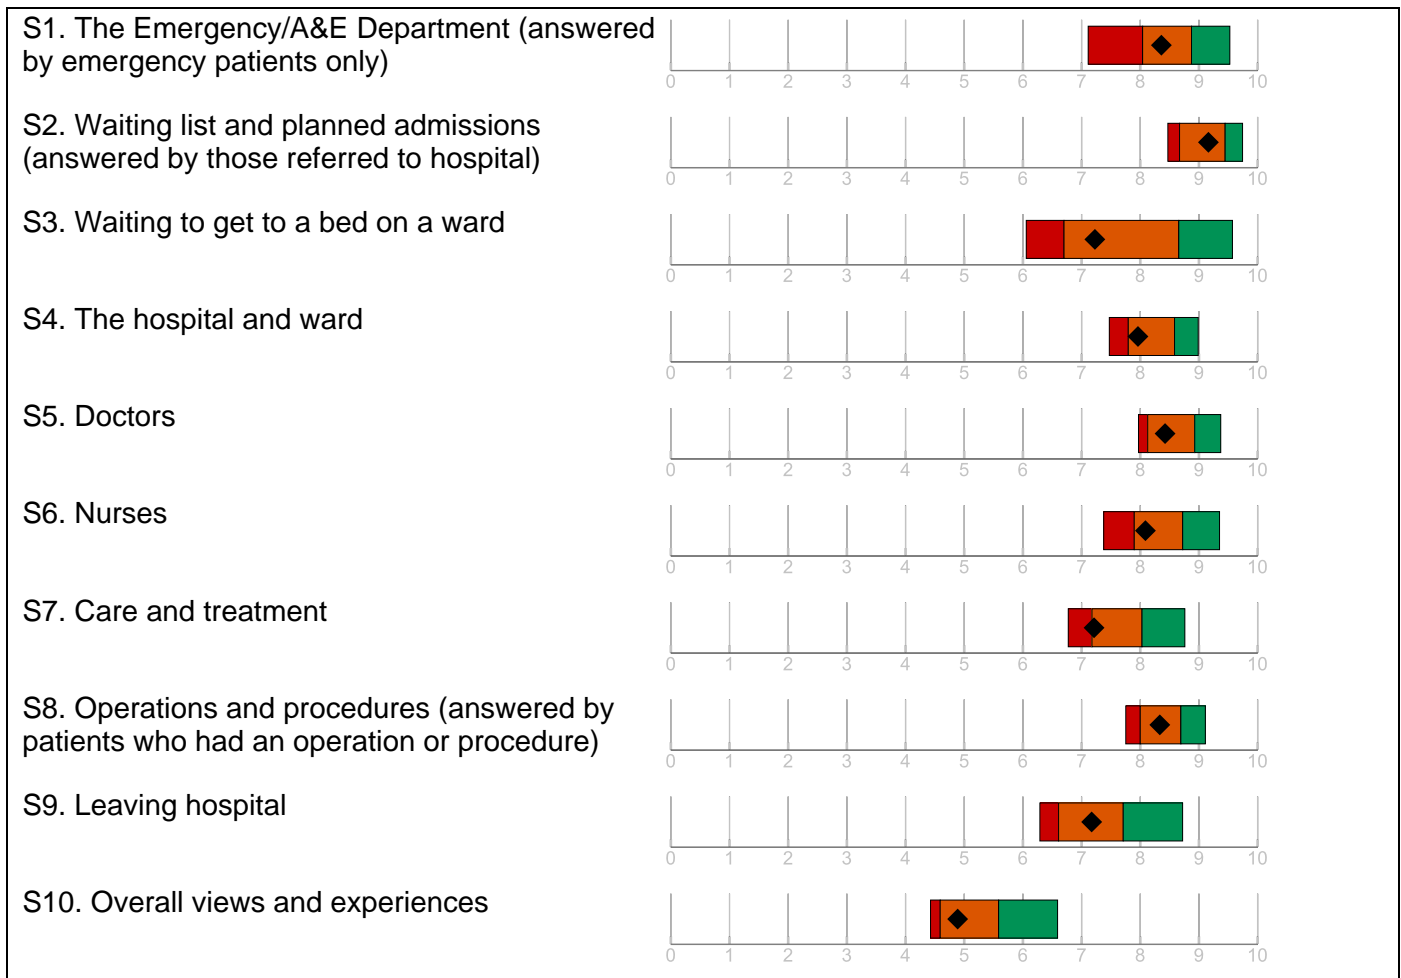 S1. The Emergency/A&E Department (answered
by emergency patients only)
0 1 2 3 4 5 6 7 8 9 10
S2. Waiting list and planned admissions
(answered by those referred to hospital)
0 1 2 3 4 5 6 7 8 9 10
S3. Waiting to get to a bed on a ward
0 1 2 3 4 5 6 7 8 9 10
S4. The hospital and ward
0 1 2 3 4 5 6 7 8 9 10
S5. Doctors
0 1 2 3 4 5 6 7 8 9 10
S6. Nurses
0 1 2 3 4 5 6 7 8 9 10
S7. Care and treatment
0 1 2 3 4 5 6 7 8 9 10
S8. Operations and procedures (answered by
patients who had an operation or procedure)
0 1 2 3 4 5 6 7 8 9 10
S9. Leaving hospital
0 1 2 3 4 5 6 7 8 9 10
S10. Overall views and experiences
0 1 2 3 4 5 6 7 8 9 10